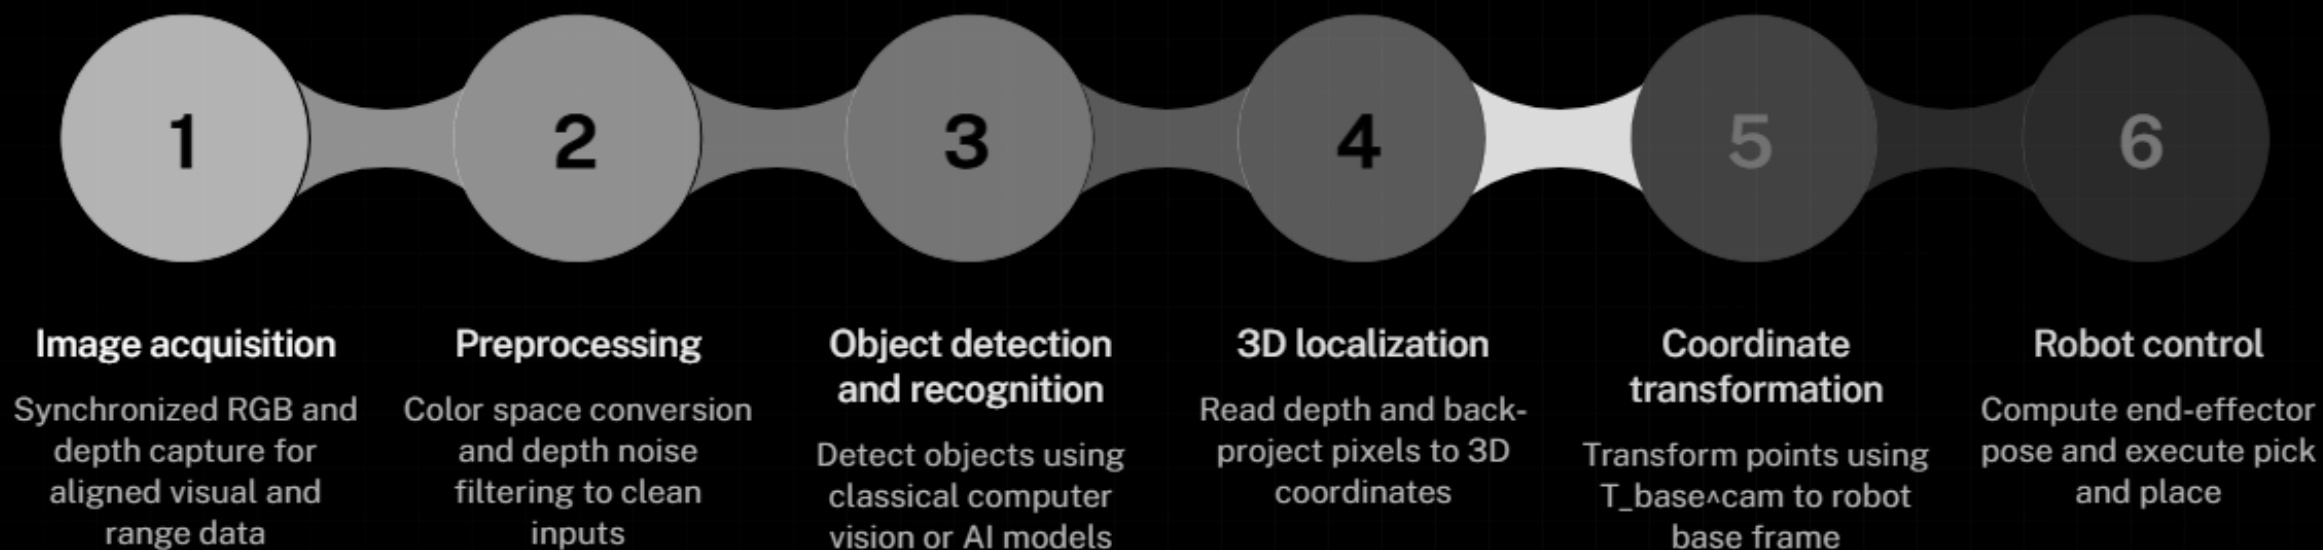 1
2
3
4
5
6
Image acquisition
Synchronized RGB and
depth capture for
aligned visual and
range data
Preprocessing
Color space conversion
and depth noise
filtering to clean
inputs
Object detection
and recognition
Detect objects using
classical computer
vision or AI models
3D localization
Read depth and back-
project pixels to 3D
coordinates
Coordinate
transformation
Transform points using
T_base^cam to robot
base frame
Robot control
Compute end-effector
pose and execute pick
and place